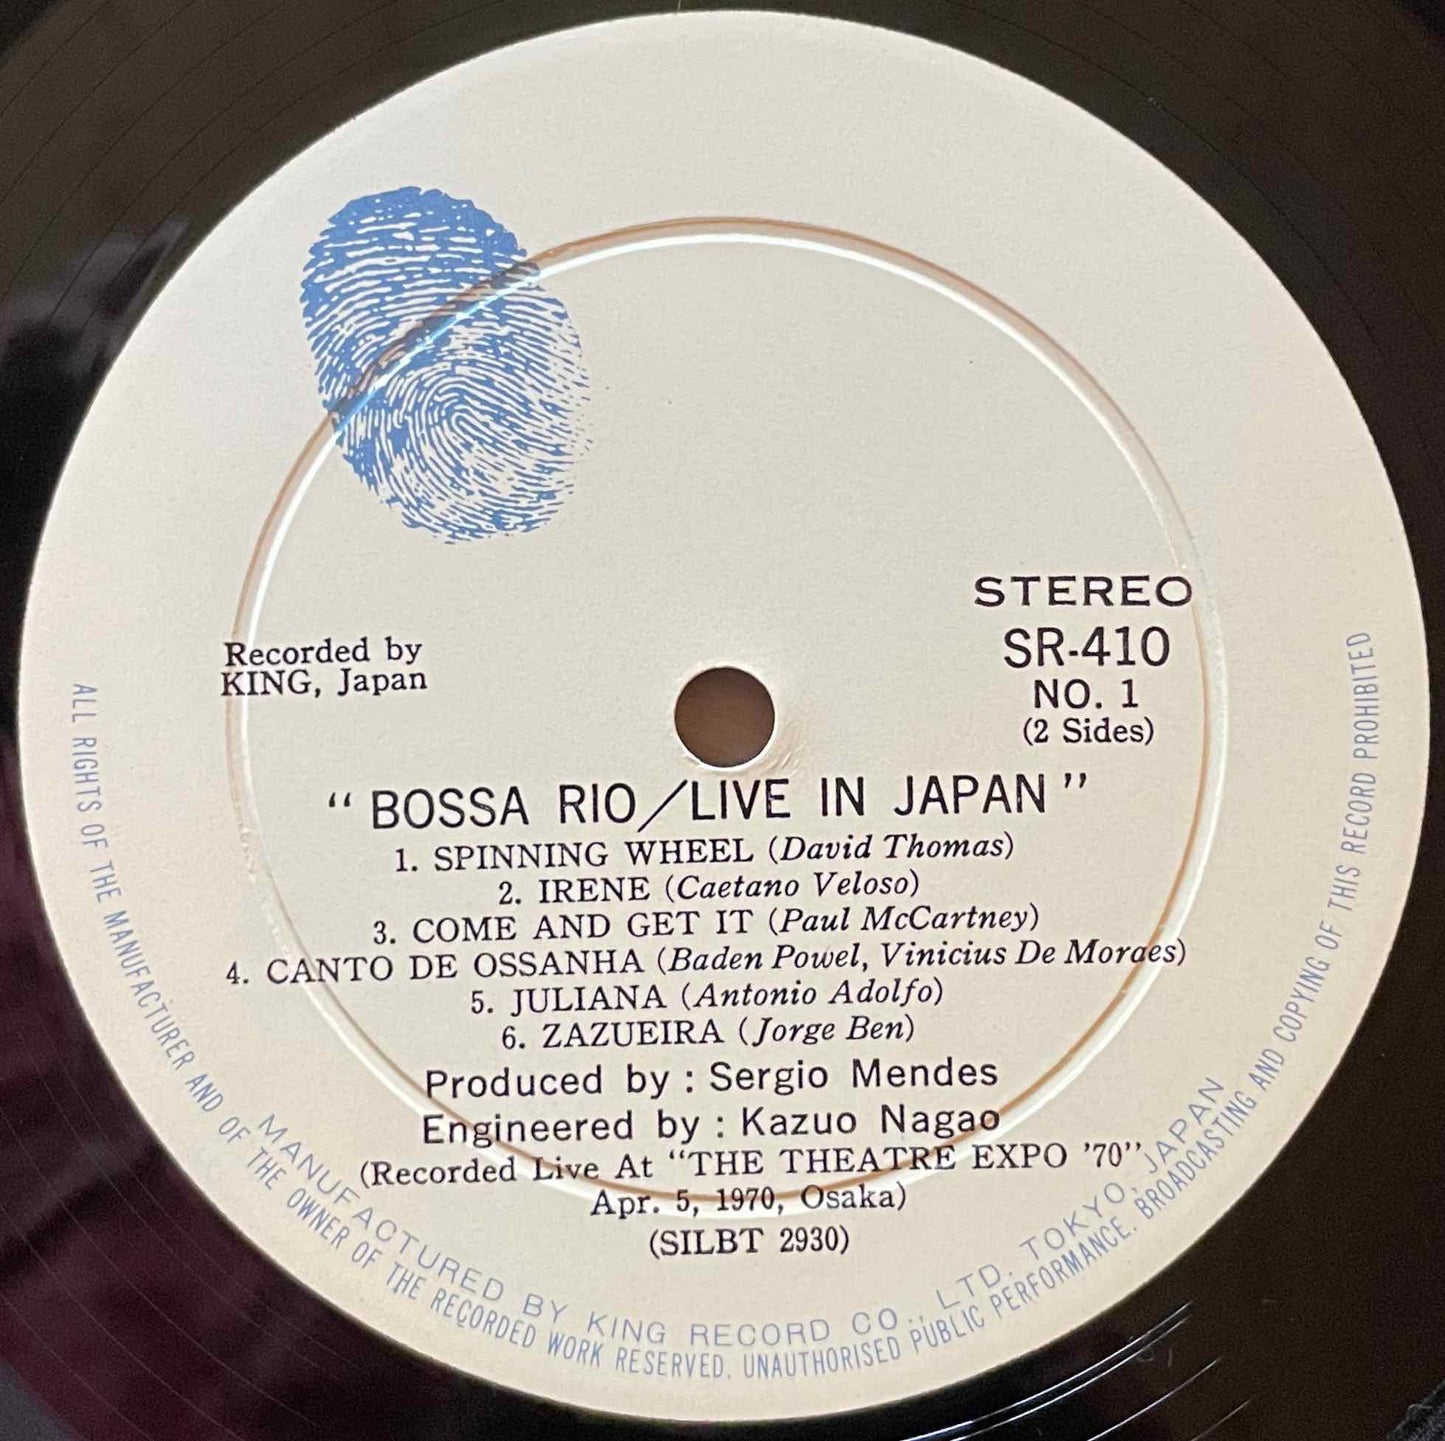 STEREO
SR-410
NO. 1
(2 Sides)
Recorded by
KING, Japan
“BOSSA RIO/LIVE IN JAPAN”
1. SPINNING WHEEL (David Thomas)
2. IRENE (Caetano Veloso)
3. COME AND GET IT (Paul McCartney)
4. CANTO DE OSSANHA (Baden Powel, Vinicius De Moraes)
5. JULIANA (Antonio Adolfo)
6. ZAZUEIRA (Jorge Ben)
Produced by : Sergio Mendes
Engineered by : Kazuo Nagao
(Recorded Live At “THE THEATRE EXPO ’70”
Apr. 5, 1970, Osaka)
(SILBT 2930)
MANUFACTURED BY KING RECORD CO., LTD. TOKYO, JAPAN
ALL RIGHTS OF THE MANUFACTURER AND OF THE OWNER OF THE RECORDED WORK RESERVED. UNAUTHORISED PUBLIC PERFORMANCE. BROADCASTING AND COPYING OF THIS RECORD PROHIBITED